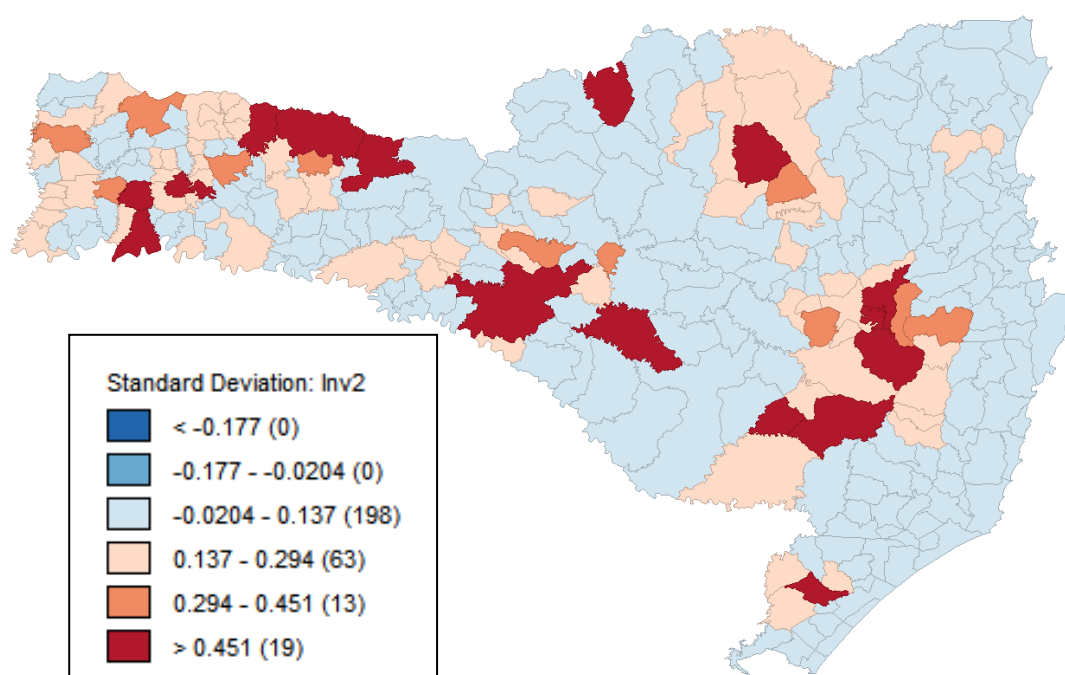 Standard Deviation: Inv2
< -0.177 (0)
-0.177 - -0.0204 (0)
-0.0204 - 0.137 (198)
0.137 - 0.294 (63)
0.294 - 0.451 (13)
> 0.451 (19)